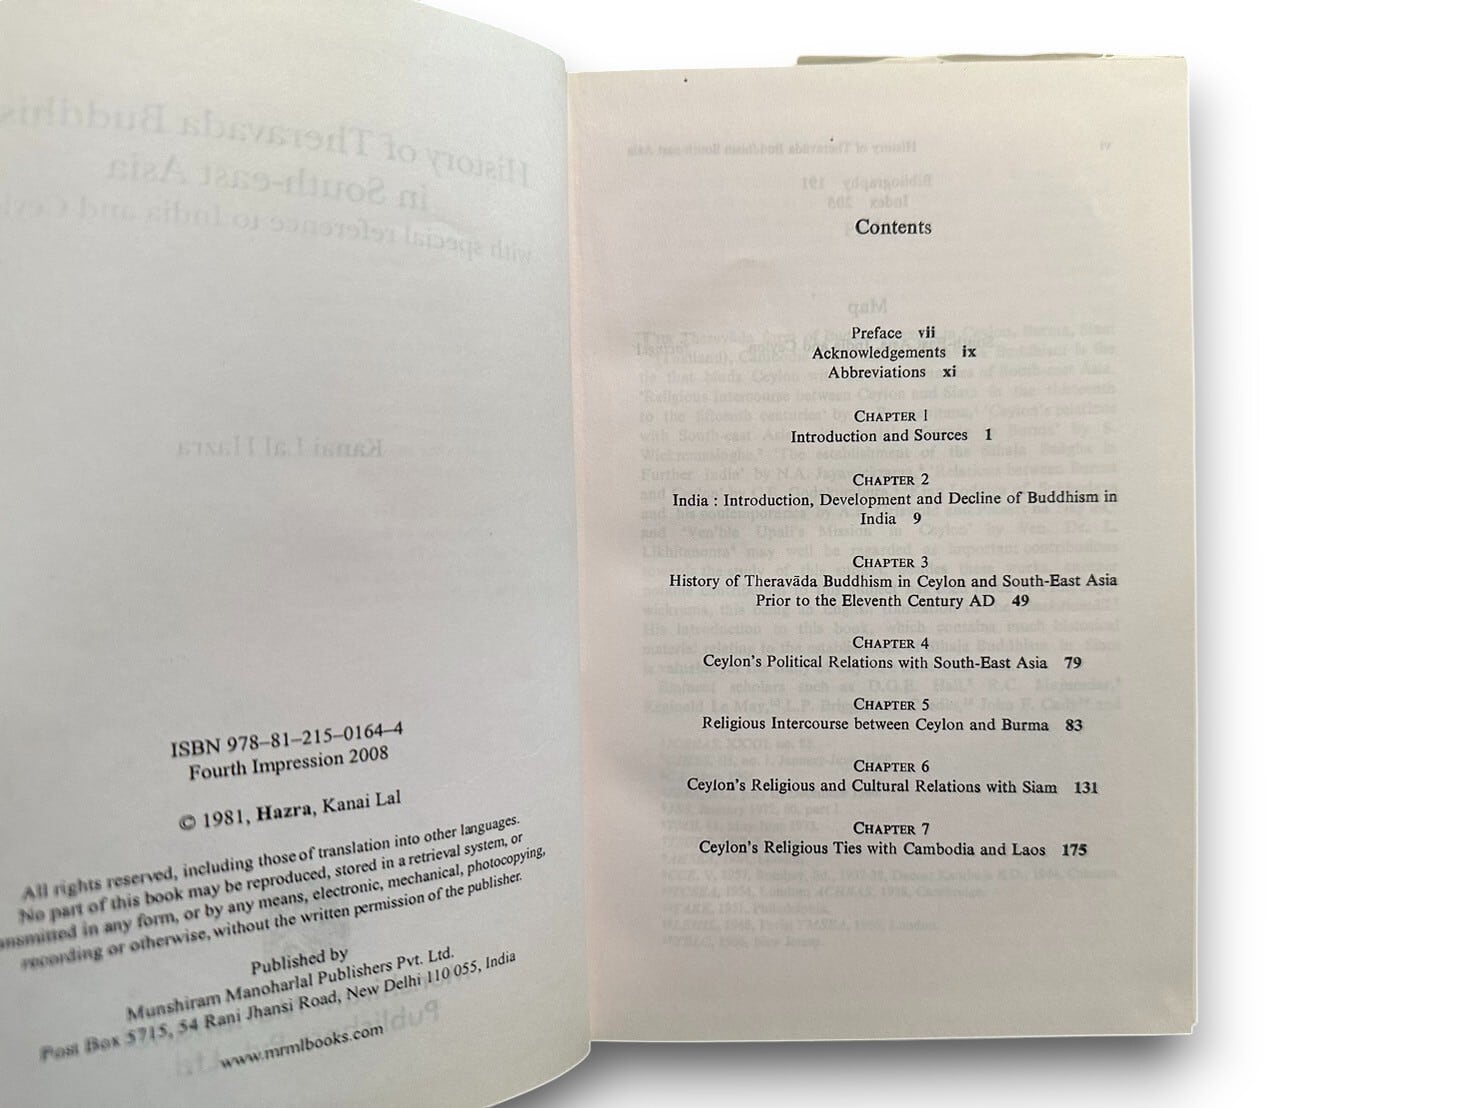 ISBN 978–81–215–0164–4
Fourth Impression 2008
© 1981, Hazra, Kanai Lal
All rights reserved, including those of translation into other languages.
No part of this book may be reproduced, stored in a retrieval system, or
transmitted in any form, or by any means, electronic, mechanical, photocopying,
recording or otherwise, without the written permission of the publisher.
Published by
Munshiram Manoharlal Publishers Pvt. Ltd.
Post Box 5715, 54 Rani Jhansi Road, New Delhi 110 055, India
www.mrmlbooks.com
Contents
Preface vii
Acknowledgements ix
Abbreviations xi
CHAPTER 1
Introduction and Sources 1
CHAPTER 2
India : Introduction, Development and Decline of Buddhism in
India 9
CHAPTER 3
History of Theravāda Buddhism in Ceylon and South-East Asia
Prior to the Eleventh Century AD 49
CHAPTER 4
Ceylon's Political Relations with South-East Asia 79
CHAPTER 5
Religious Intercourse between Ceylon and Burma 83
CHAPTER 6
Ceylon's Religious and Cultural Relations with Siam 131
CHAPTER 7
Ceylon's Religious Ties with Cambodia and Laos 175